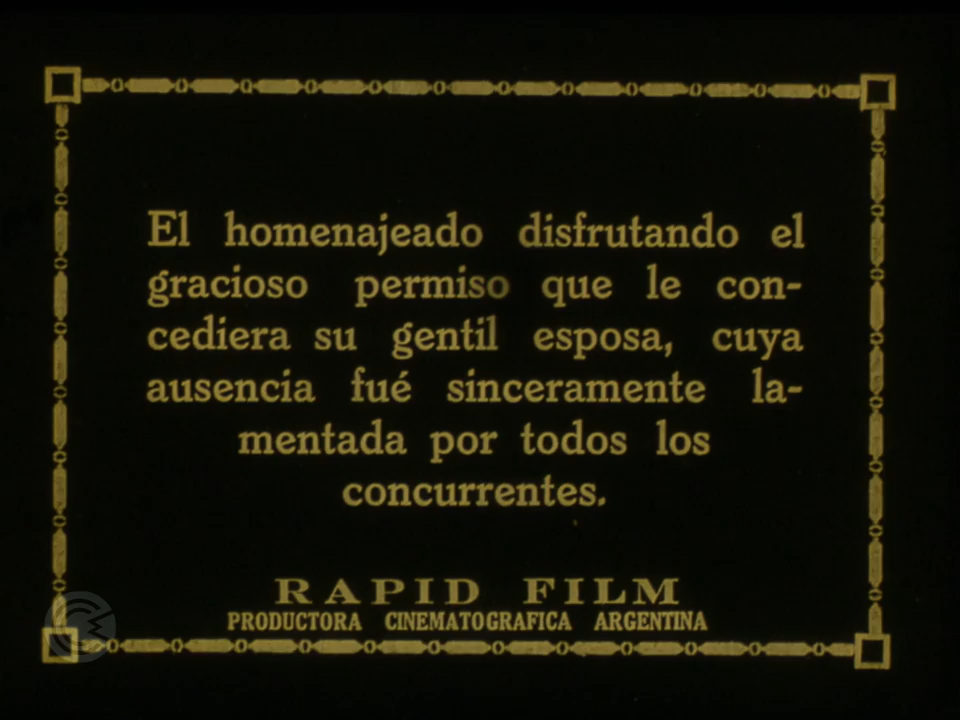 El homenajeado disfrutando el
gracioso permiso que le con-
cediera su gentil esposa, cuya
ausencia fué sinceramente la-
mentada por todos los
concurrentes.
RAPID FILM
PRODUCTORA CINEMATOGRAFICA ARGENTINA